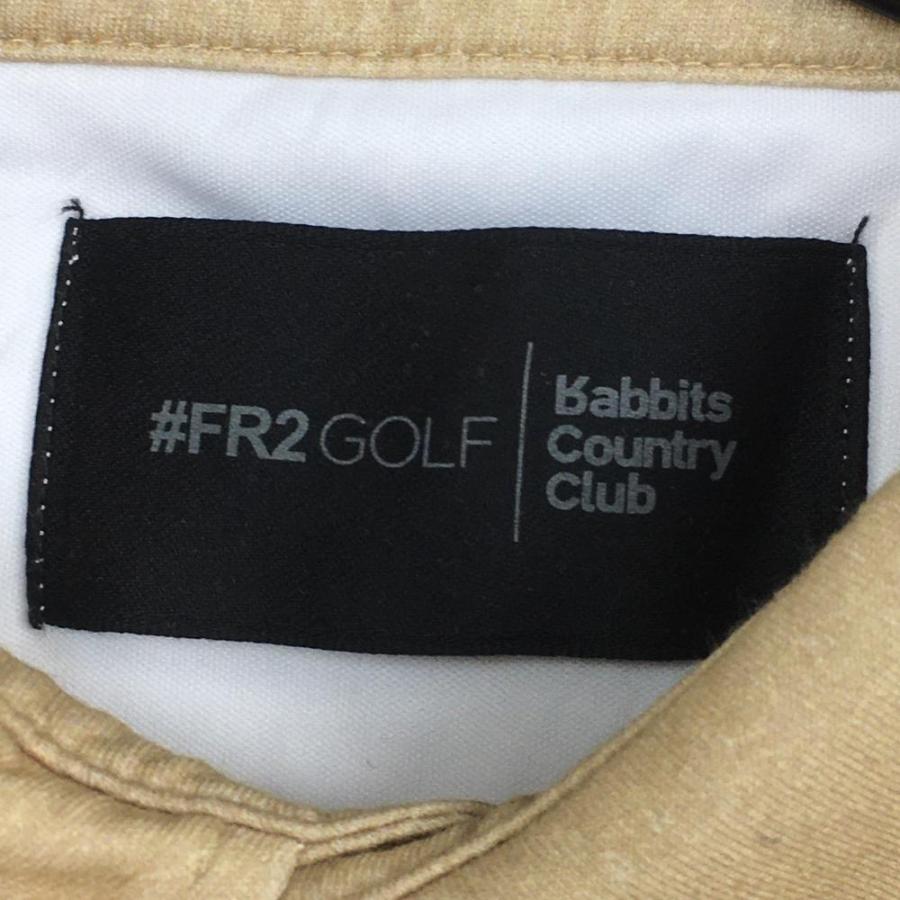 #FR2 GOLF
Rabbits
Country
Club